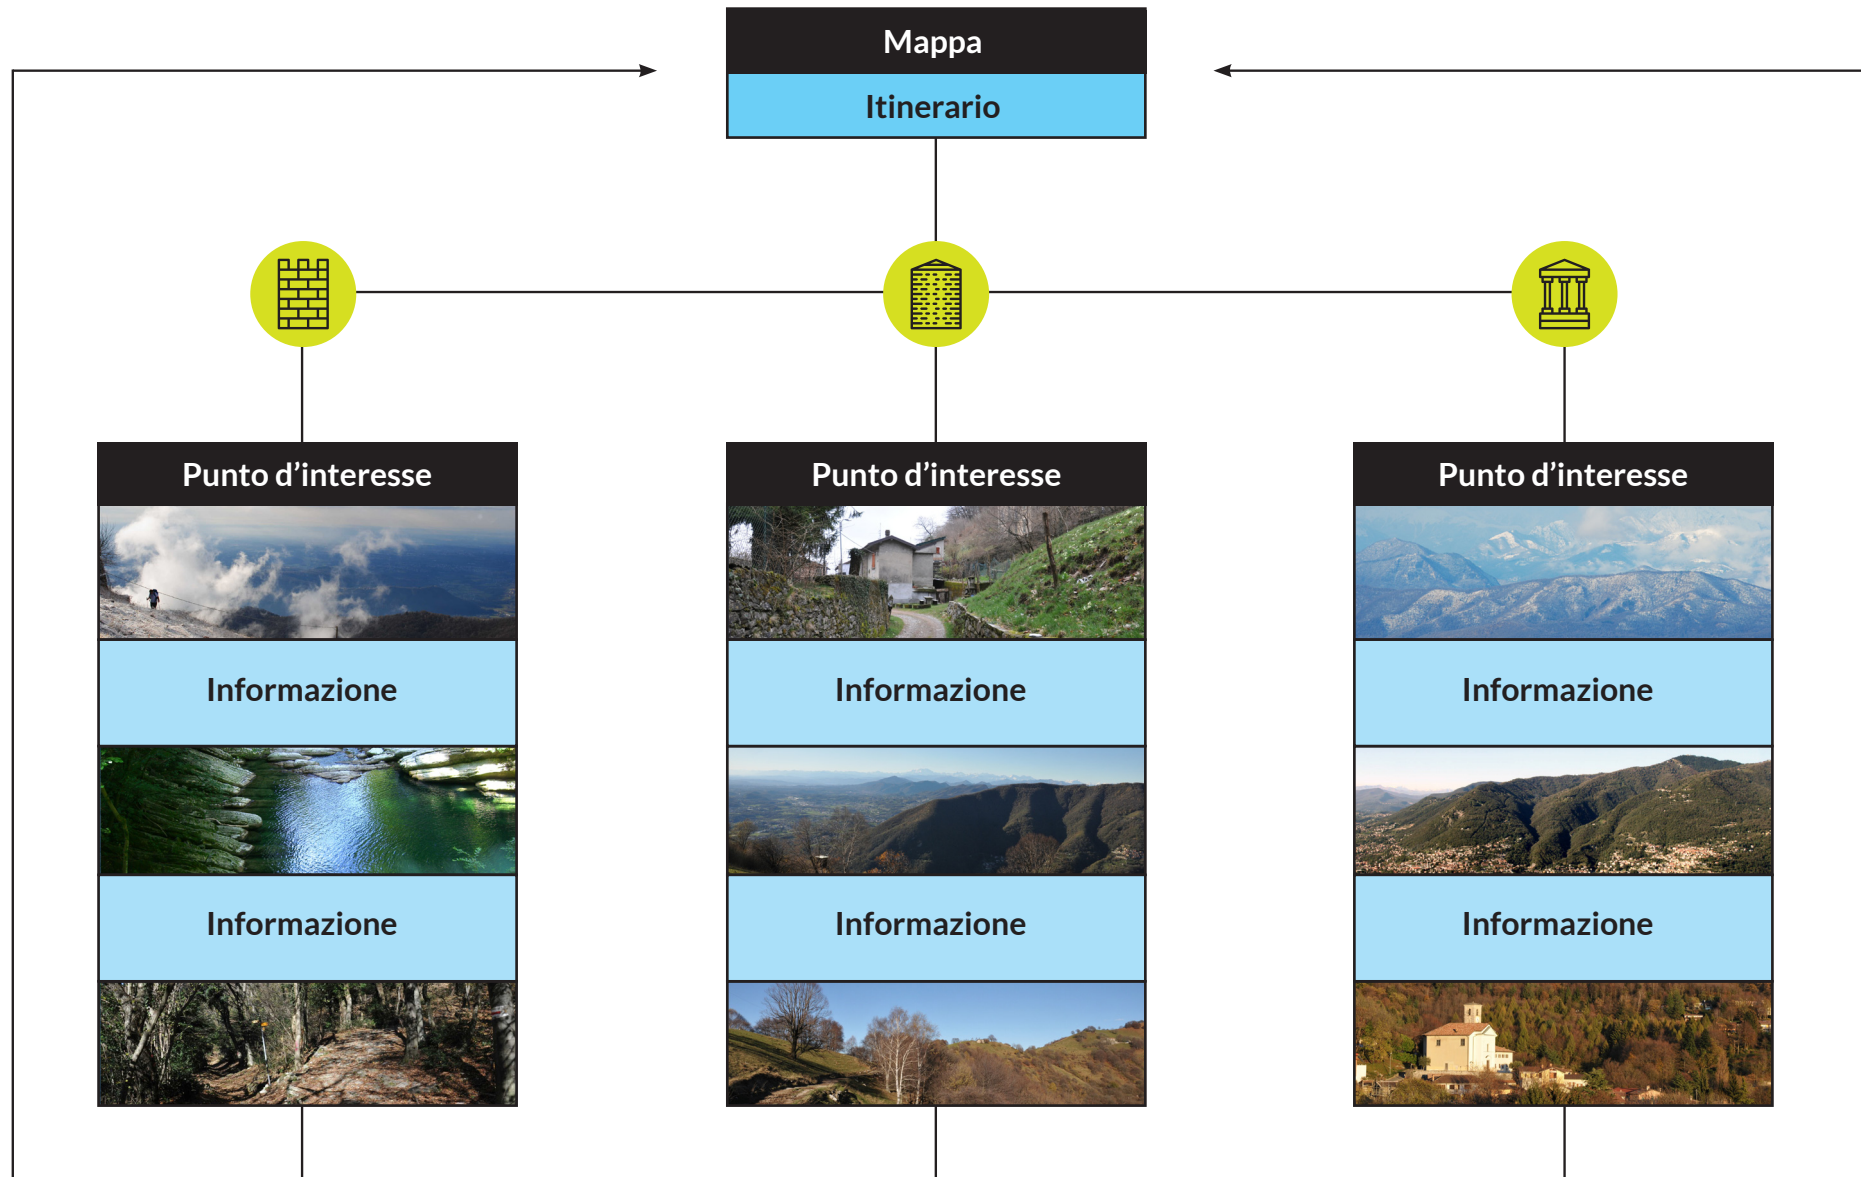 Mappa
Itinerario
Punto d’interesse
Punto d’interesse
Punto d’interesse
Informazione
Informazione
Informazione
Informazione
Informazione
Informazione